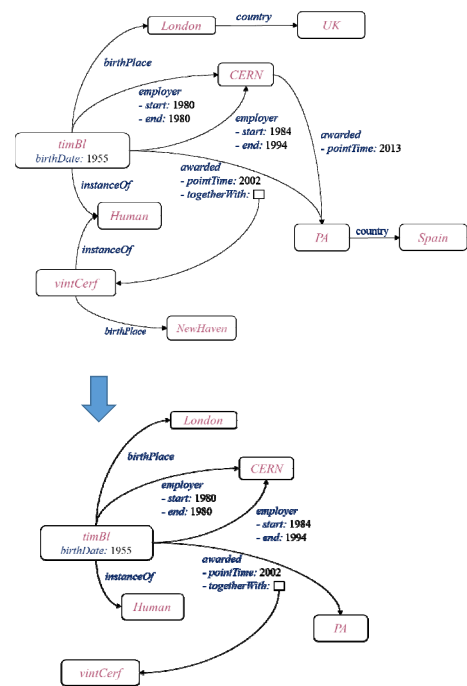 London
country
UK
birthPlace
CERN
employer
- start: 1980
- end: 1980
employer
- start: 1984
- end: 1994
awarded
- pointTime: 2013
timBl
birthDate: 1955
awarded
- pointTime: 2002
- togetherWith:
instanceOf
Human
PA
country
Spain
instanceOf
vintCerf
birthPlace
NewHaven
London
birthPlace
CERN
employer
- start: 1980
- end: 1980
employer
- start: 1984
- end: 1994
timBl
birthDate: 1955
awarded
- pointTime: 2002
- togetherWith:
instanceOf
Human
PA
vintCerf